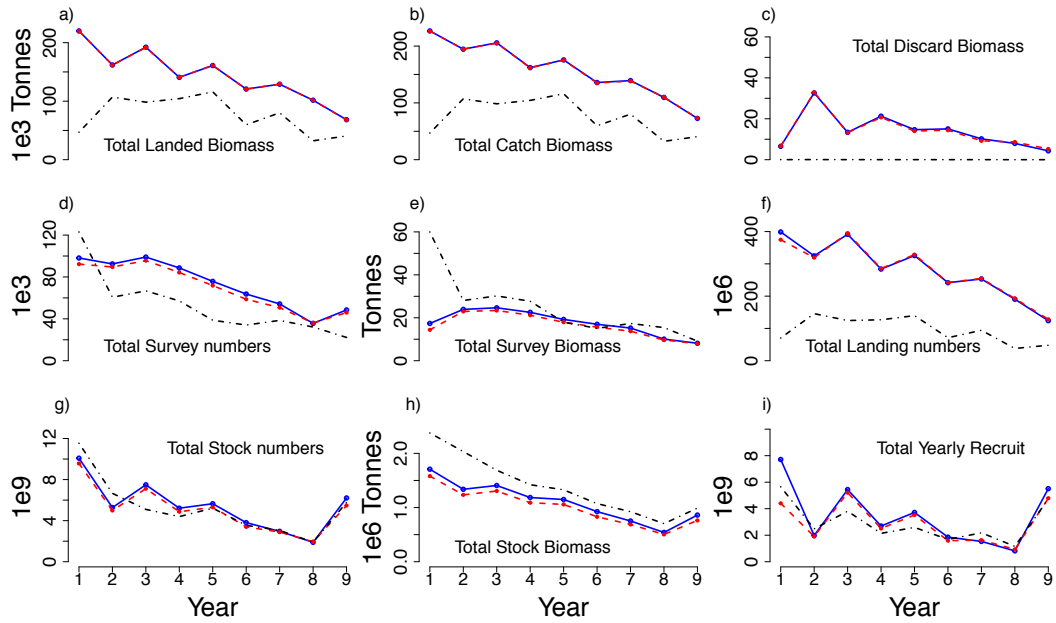 a)
b)
c)
1e3 Tonnes
0
100
200
Total Landed Biomass
0
100
200
Total Catch Biomass
0
20
40
60
Total Discard Biomass
d)
e)
f)
1e3
0
40
80
120
Total Survey numbers
Tonnes
0
20
40
60
Total Survey Biomass
1e6
0
200
400
Total Landing numbers
g)
h)
i)
1e9
0
4
8
12
Total Stock numbers
1e6 Tonnes
0.0
1.0
2.0
Total Stock Biomass
1e9
0
2
4
6
8
Total Yearly Recruit
1 2 3 4 5 6 7 8 9
1 2 3 4 5 6 7 8 9
1 2 3 4 5 6 7 8 9
Year
Year
Year